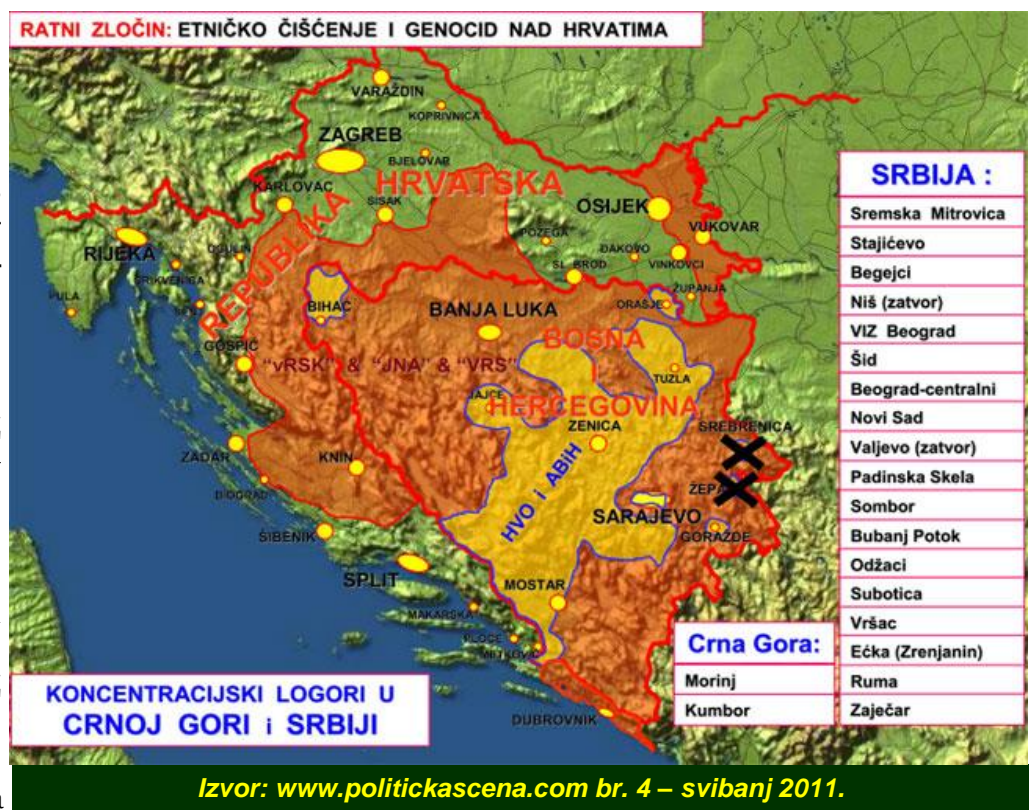 RATNI ZLOČIN: ETNIČKO ČIŠĆENJE I GENOCID NAD HRVATIMA
VARAŽDIN
KOPRIVNICA
ZAGREB
BJELOVAR
HRVATSKA
REPUBLIKA
KARLOVAC
SISAK
OSIJEK
VUKOVAR
RIJEKA
OGULIN
POŽEGA
ĐAKOVO
VINKOVCI
CRIKVENICA
SL. BROD
ŽUPANJA
PULA
BIHAĆ
BANJA LUKA
ORAŠJE
GOSPIĆ
BOSNA
I
HERCEGOVINA
"vRSK" & "JNA" & "VRS"
TUZLA
JAJCE
ZENICA
SREBRENICA
ZADAR
KNIN
HVO i ABiH
ŽEPA
BIOGRAD
SARAJEVO
GORAŽDE
ŠIBENIK
SPLIT
MOSTAR
MAKARSKA
PLOČE
METKOVIĆ
DUBROVNIK
SRBIJA :
Sremska Mitrovica
Stajićevo
Begejci
Niš (zatvor)
VIZ Beograd
Šid
Beograd-centralni
Novi Sad
Valjevo (zatvor)
Padinska Skela
Sombor
Bubanj Potok
Odžaci
Subotica
Vršac
Ečka (Zrenjanin)
Ruma
Zaječar
Crna Gora:
Morinj
Kumbor
KONCENTRACIJSKI LOGORI U
CRNOJ GORI i SRBIJI
Izvor: www.politickascena.com br. 4 – svibanj 2011.